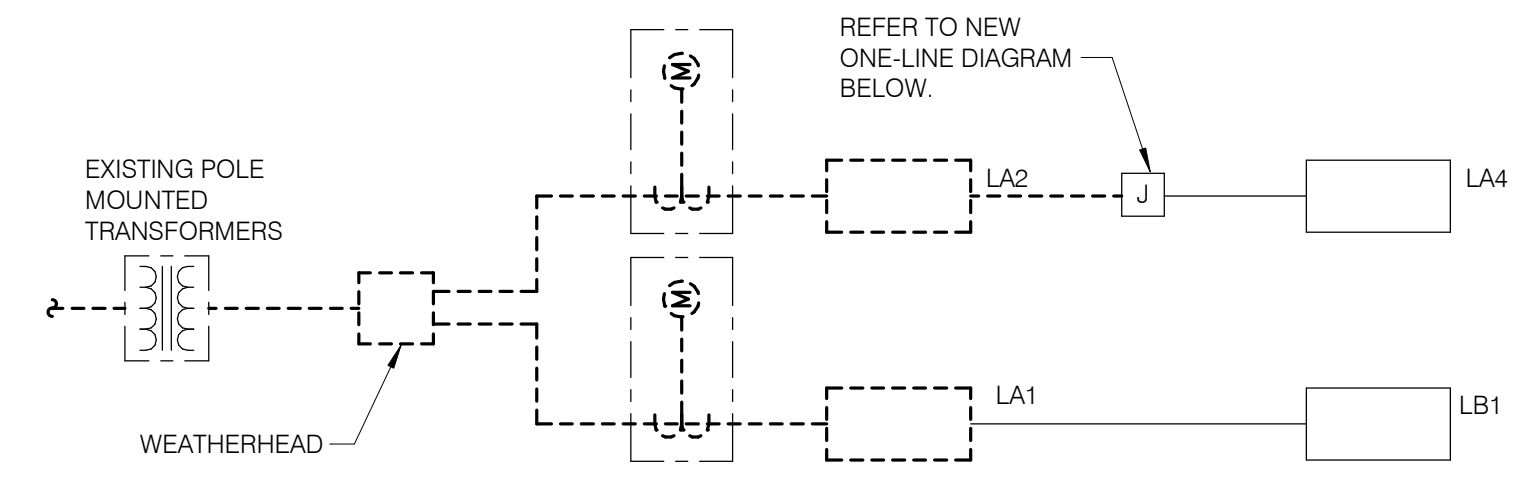 REFER TO NEW
ONE-LINE DIAGRAM
BELOW.
M
EXISTING POLE
MOUNTED
TRANSFORMERS
LA2
J
LA4
M
WEATHERHEAD
LA1
LB1